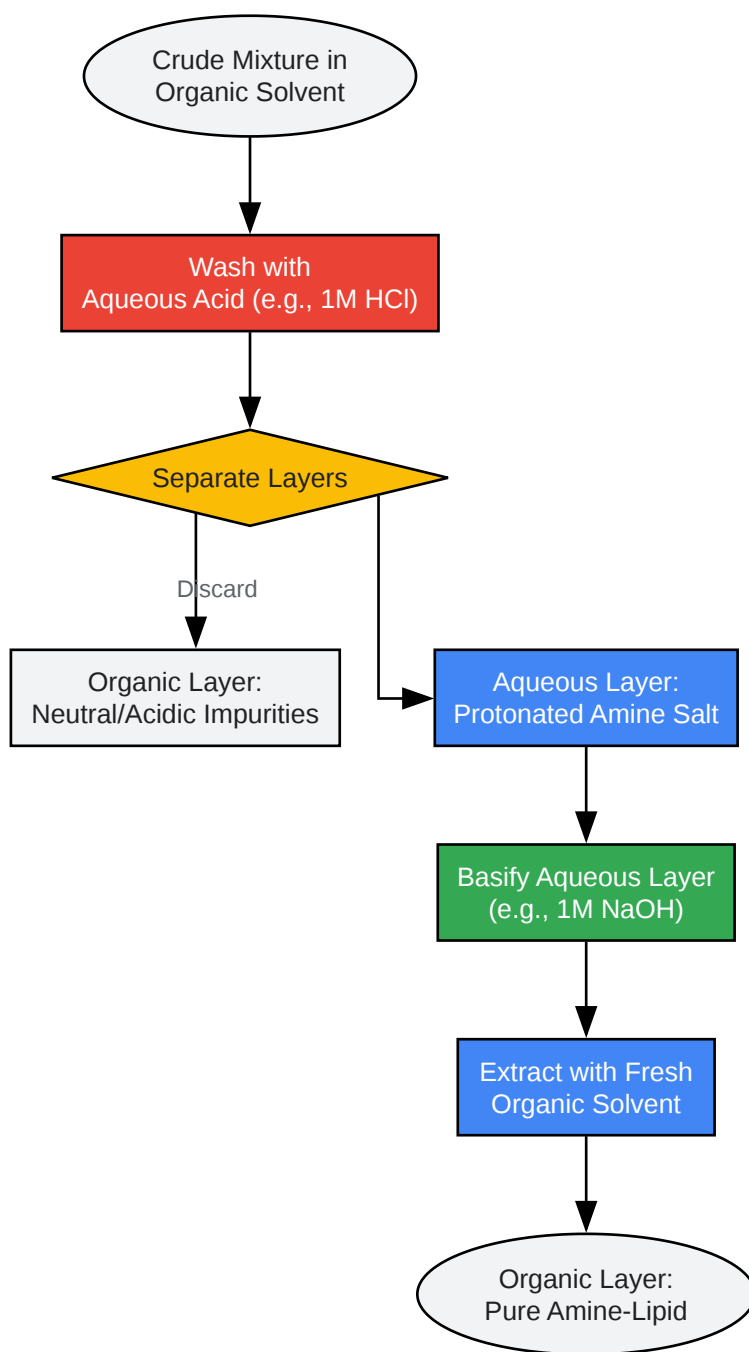 Crude Mixture in
Organic Solvent
Wash with
Aqueous Acid (e.g., 1M HCl)
Separate Layers
Discard
Organic Layer:
Neutral/Acidic Impurities
Aqueous Layer:
Protonated Amine Salt
Basify Aqueous Layer
(e.g., 1M NaOH)
Extract with Fresh
Organic Solvent
Organic Layer:
Pure Amine-Lipid